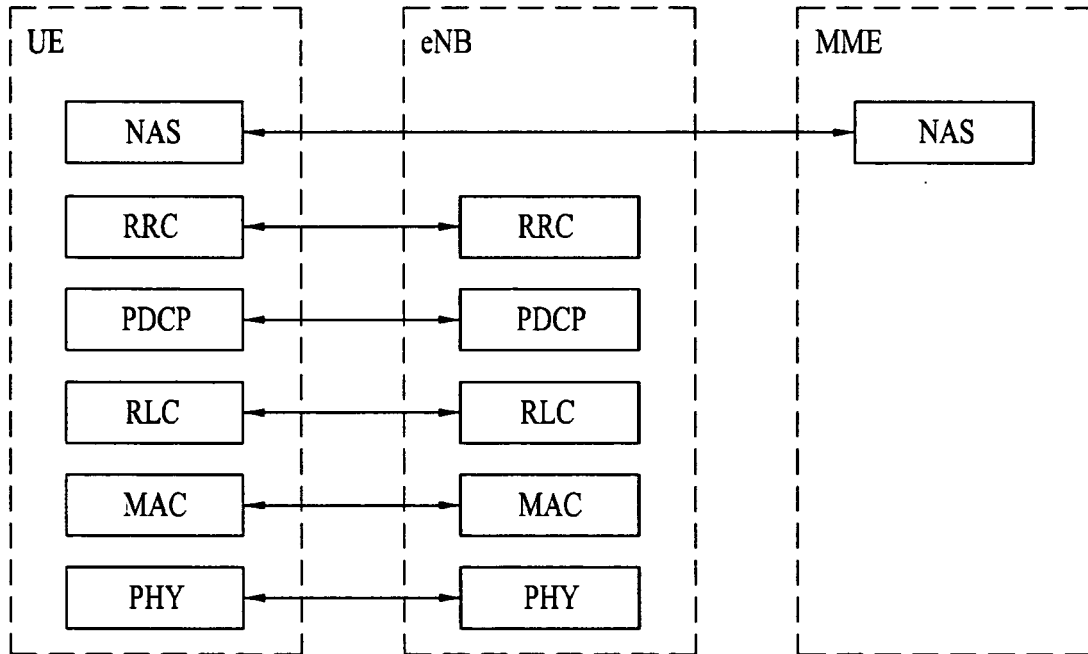 UE eNB MME
NAS NAS
RRC RRC
PDCP PDCP
RLC RLC
MAC MAC
PHY PHY